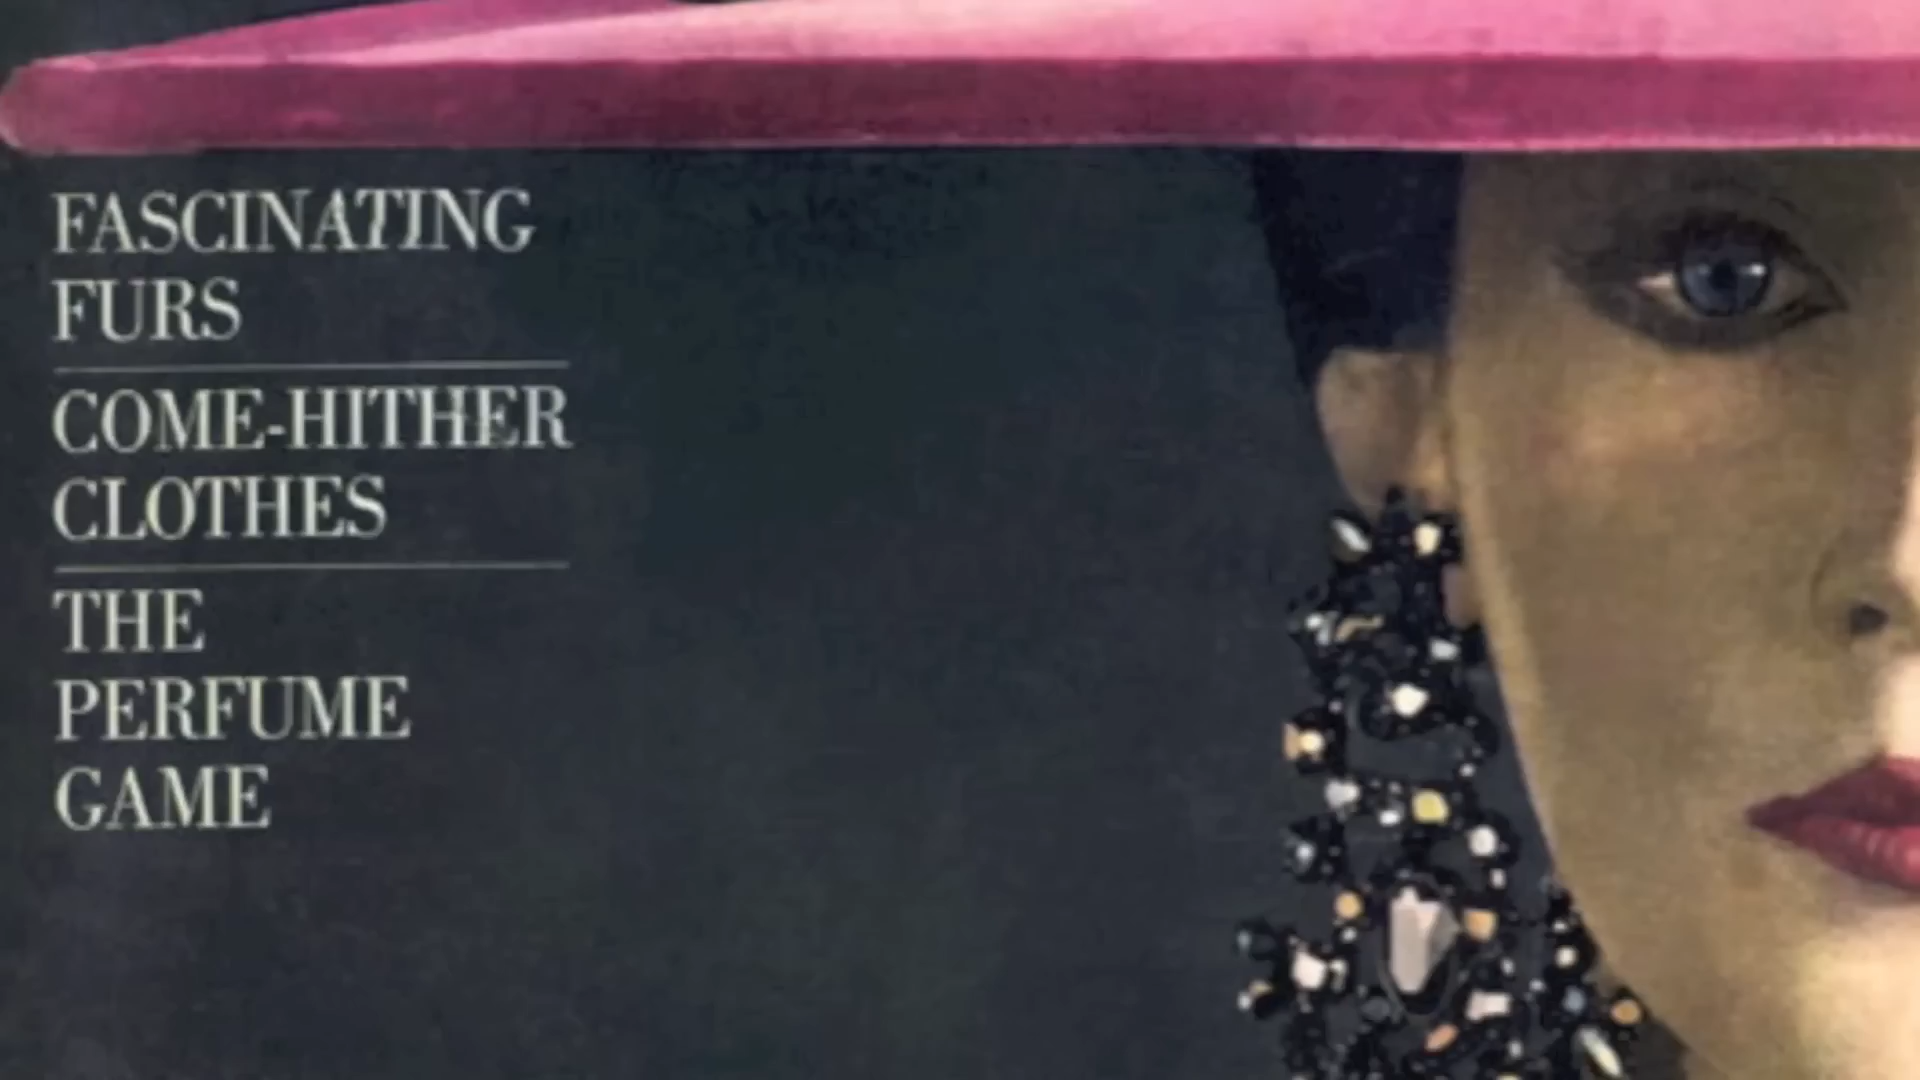 FASCINATING
FURS
COME-HITHER
CLOTHES
THE
PERFUME
GAME